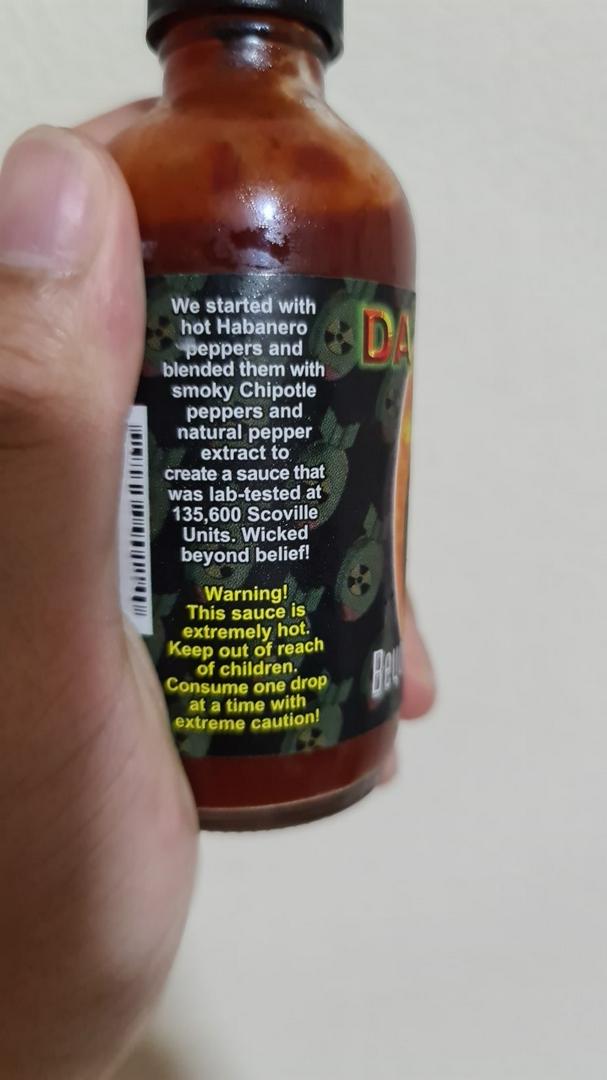 We started with
hot Habanero
peppers and
blended them with
smoky Chipotle
peppers and
natural pepper
extract to
create a sauce that
was lab-tested at
135,600 Scoville
Units. Wicked
beyond belief!
Warning!
This sauce is
extremely hot.
Keep out of reach
of children.
Consume one drop
at a time with
extreme caution!
DA